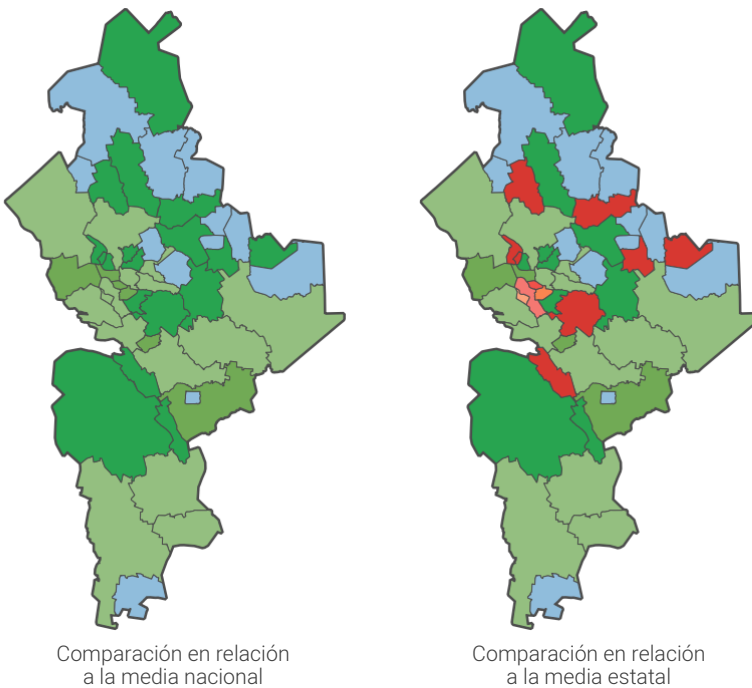 Comparación en relación
a la media nacional
Comparación en relación
a la media estatal